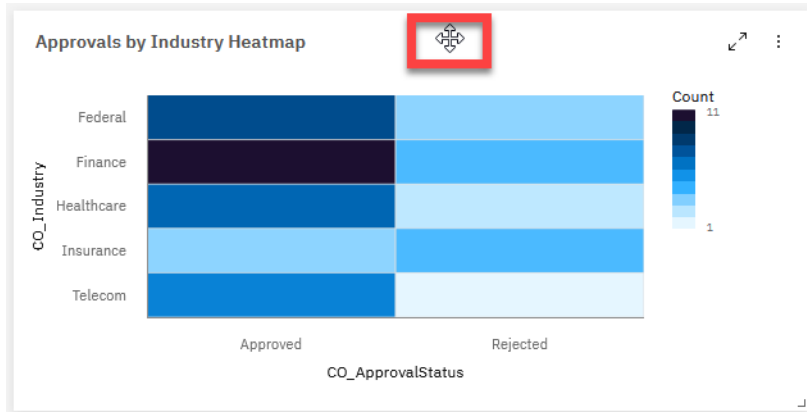 Approvals by Industry Heatmap
Count
11
1
CO_Industry
Federal
Finance
Healthcare
Insurance
Telecom
Approved Rejected
CO_ApprovalStatus